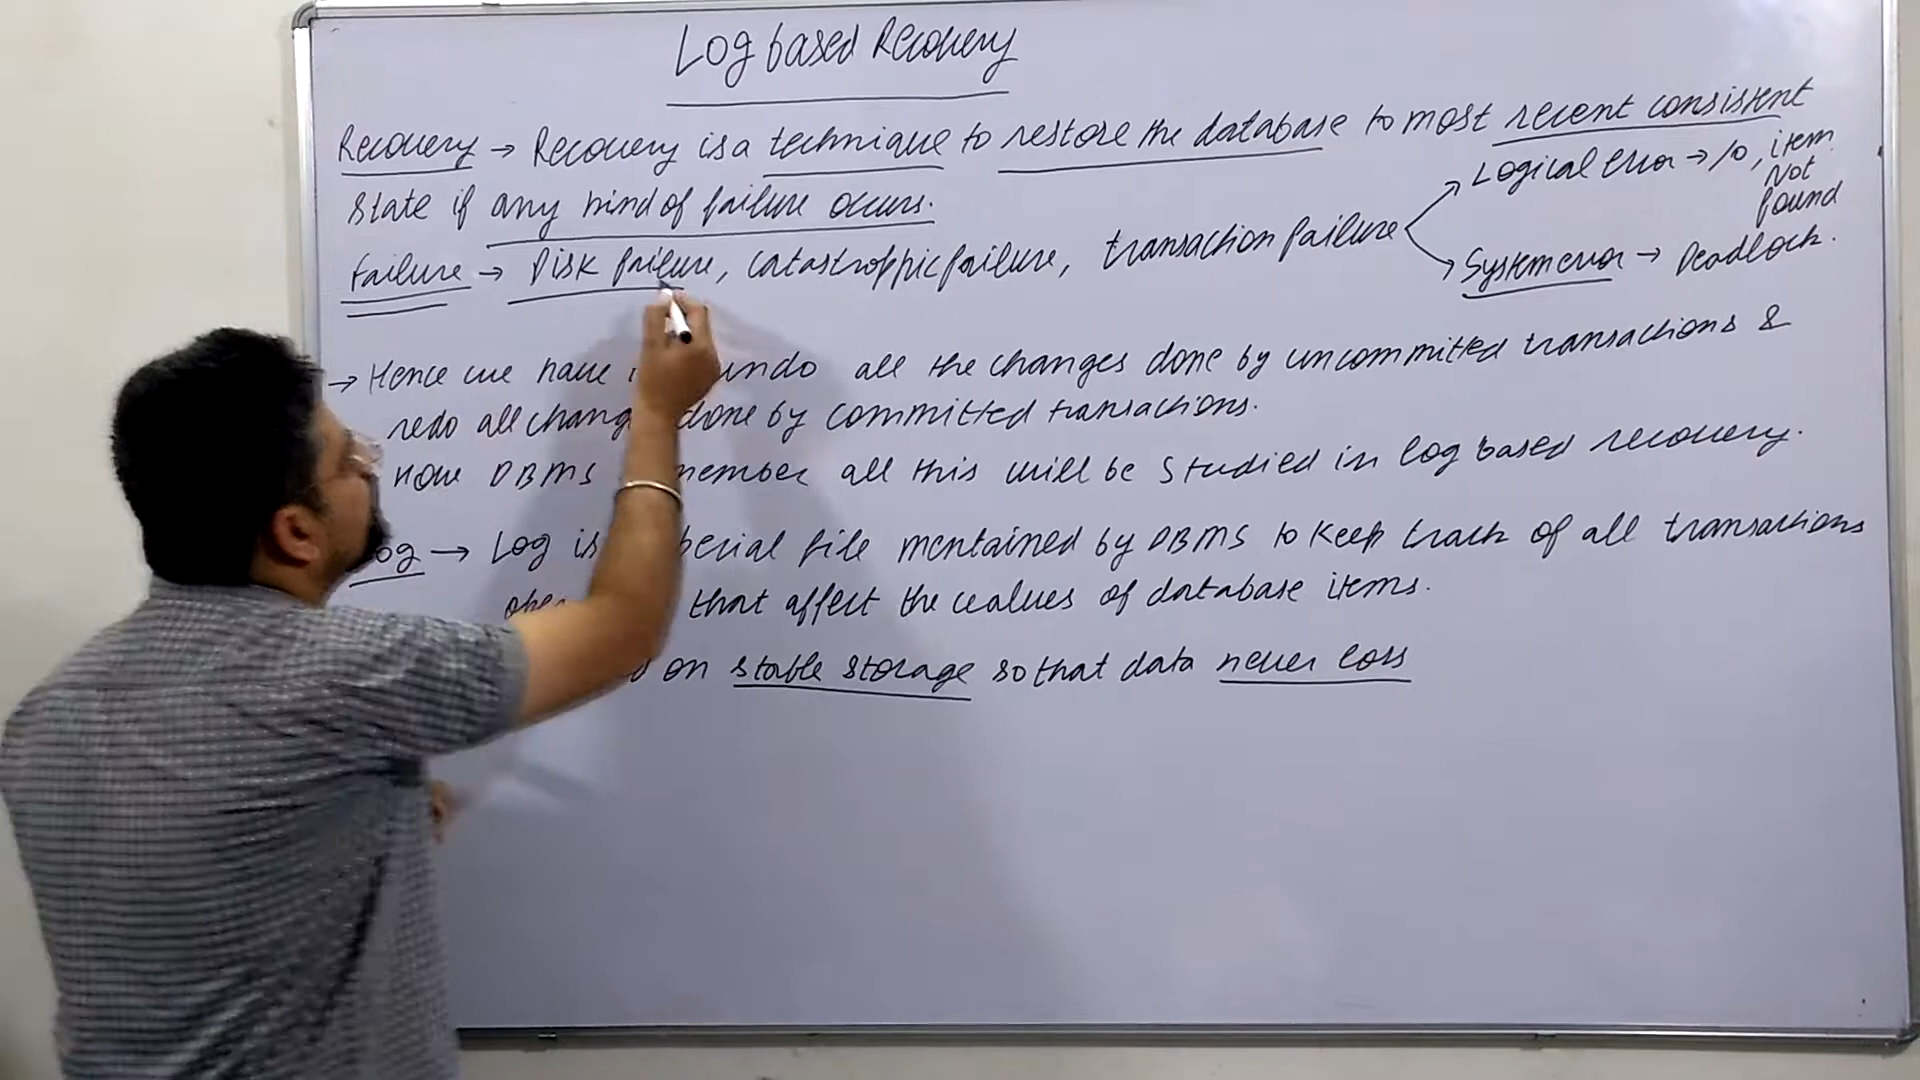 Log based Recovery
Recovery → Recovery is a technique to restore the database to most recent consistent
state if any kind of failure occurs.
Failure → Disk failure, catastrophic failure, transaction failure
Logical Error → /0, item
Not
found
System error → Deadlock.
→ Hence we have undo all the changes done by uncommitted transactions &
redo all done by committed transactions.
how DBMS all this will be studied in log based recovery.
Log → Log is file mentained by DBMS to keep track of all transactions
that affect the values of database items.
on stable storage so that data never loss